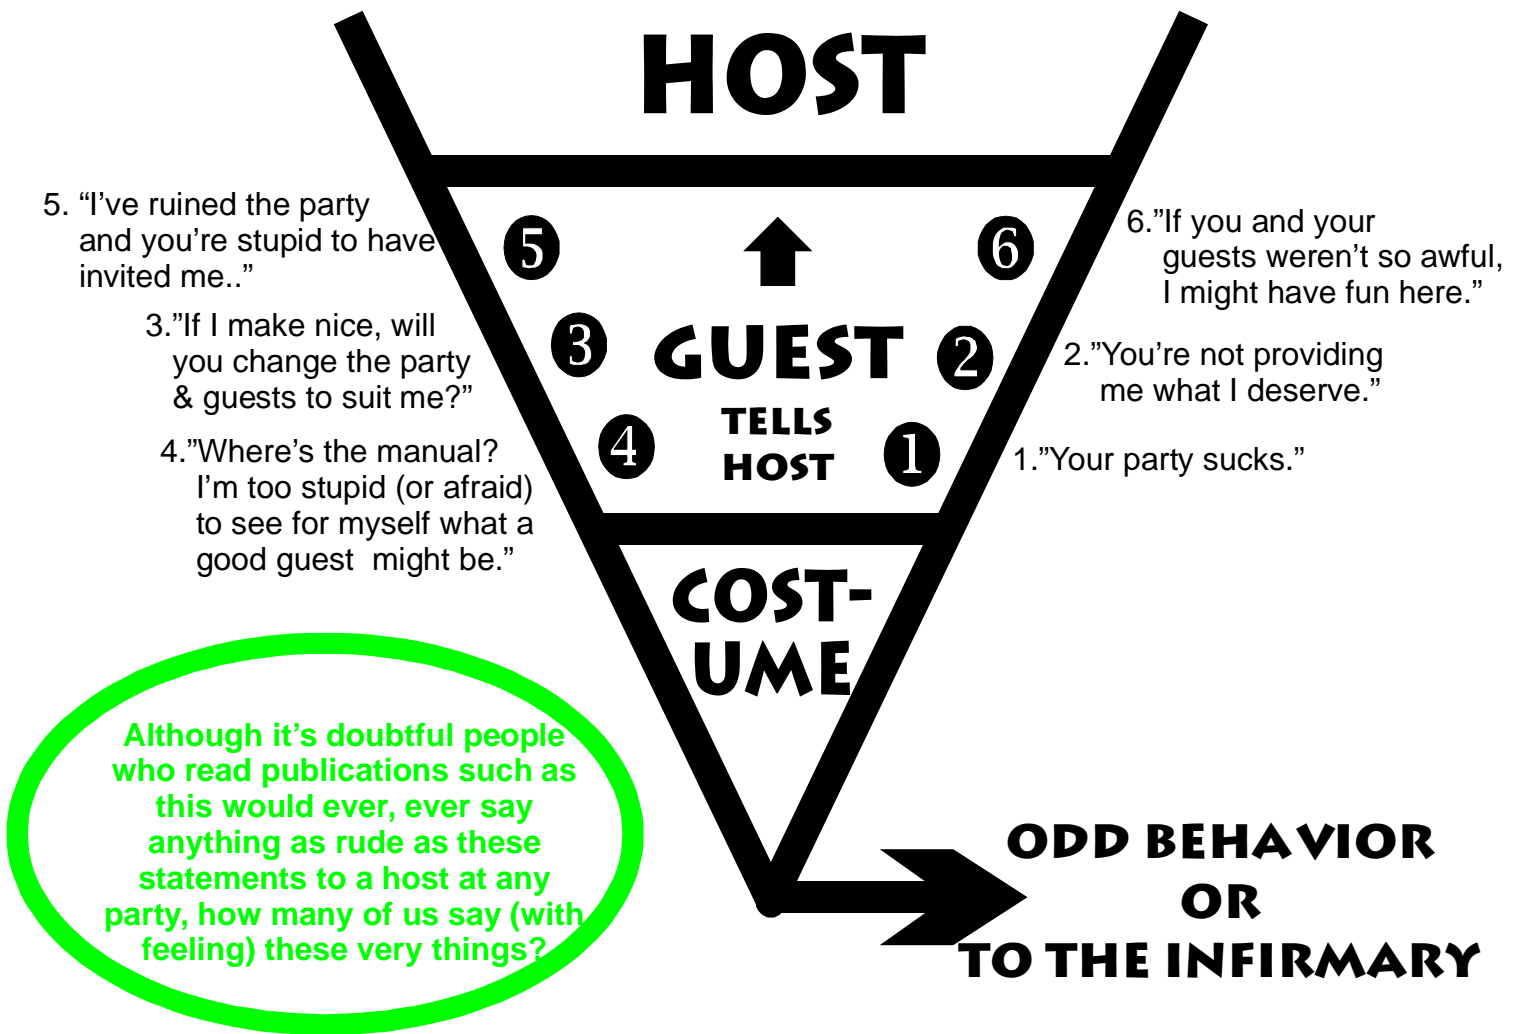 HOST
5. “I’ve ruined the party
and you’re stupid to have
invited me..”
6.”If you and your
guests weren’t so awful,
I might have fun here.”
5
6
3.”If I make nice, will
you change the party
& guests to suit me?”
3
GUEST
2
2.”You’re not providing
me what I deserve.”
TELLS
HOST
4.”Where’s the manual?
I’m too stupid (or afraid)
to see for myself what a
good guest  might be.”
4
1
1.”Your party sucks.”
COST-
UME
Although it’s doubtful people
who read publications such as
this would ever, ever say
anything as rude as these
statements to a host at any
party, how many of us say (with
feeling) these very things?
ODD BEHAVIOR
OR
TO THE INFIRMARY